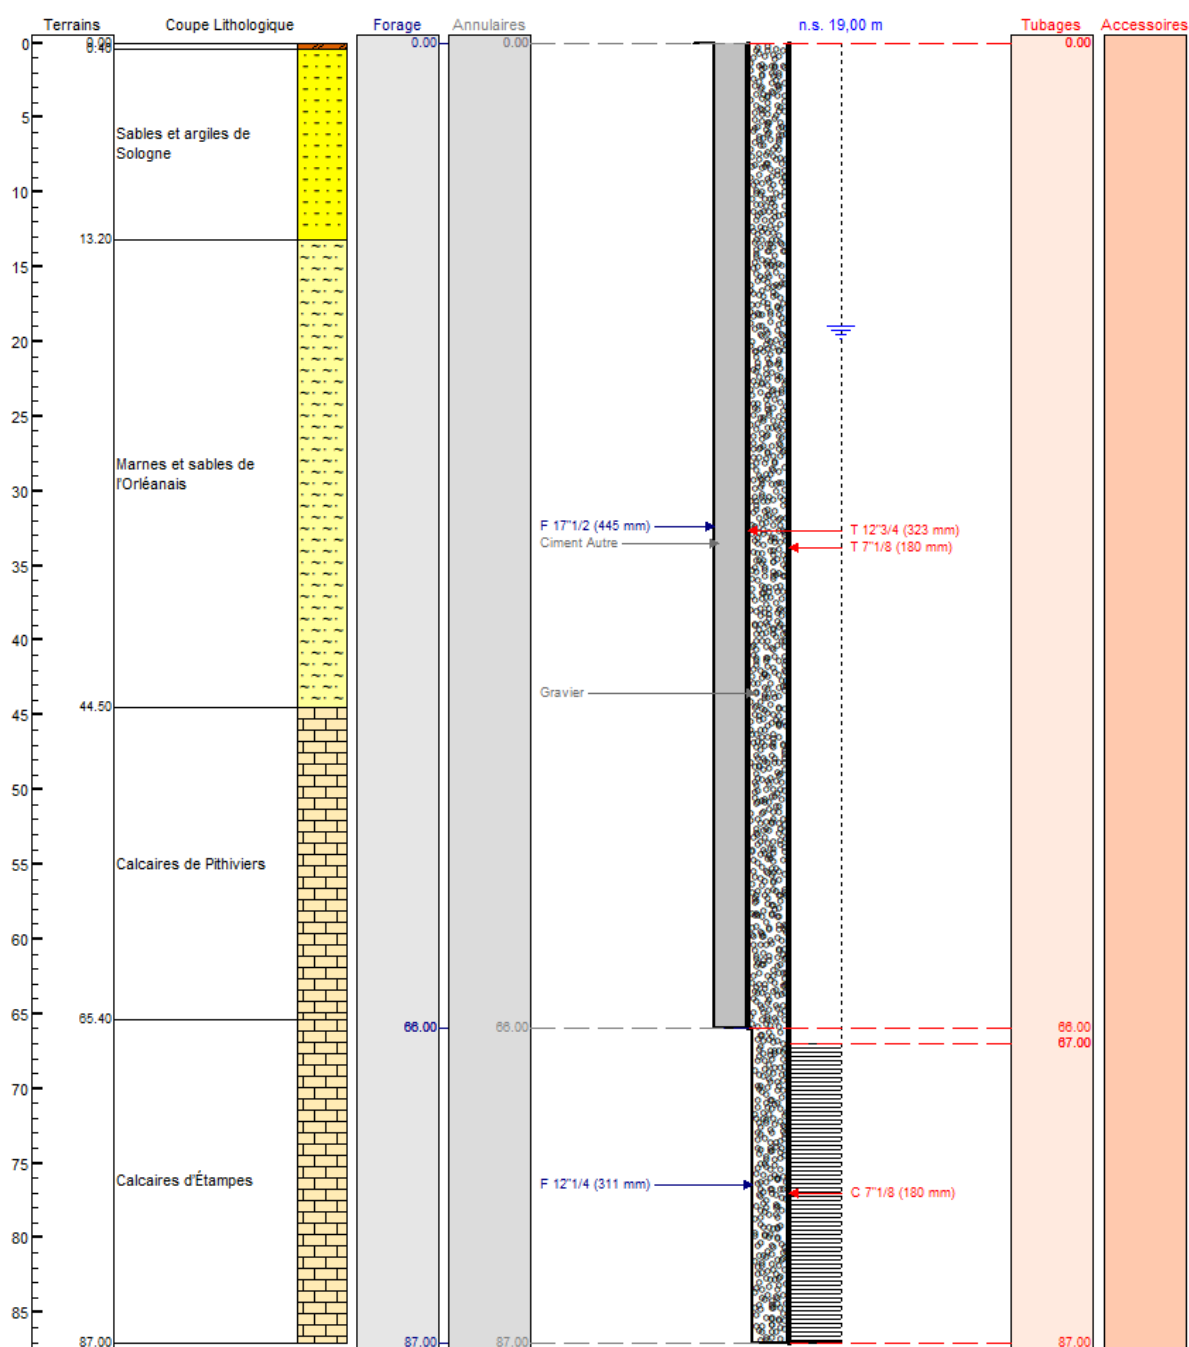 Terrains
Coupe Lithologique
Forage
Annulaires
n.s. 19,00 m
Tubages
Accessoires
0
0.00
0.40
0.00
0.00
0.00
5
Sables et argiles de
Sologne
10
13.20
15
20
25
Marnes et sables de
l'Orléanais
30
F 17"1/2 (445 mm)
T 12"3/4 (323 mm)
Ciment Autre
T 7"1/8 (180 mm)
35
40
Gravier
44.50
45
50
55
Calcaires de Pithiviers
60
65
65.40
66.00
66.00
66.00
67.00
70
75
Calcaires d'Étampes
F 12"1/4 (311 mm)
C 7"1/8 (180 mm)
80
85
87.00
87.00
87.00
87.00